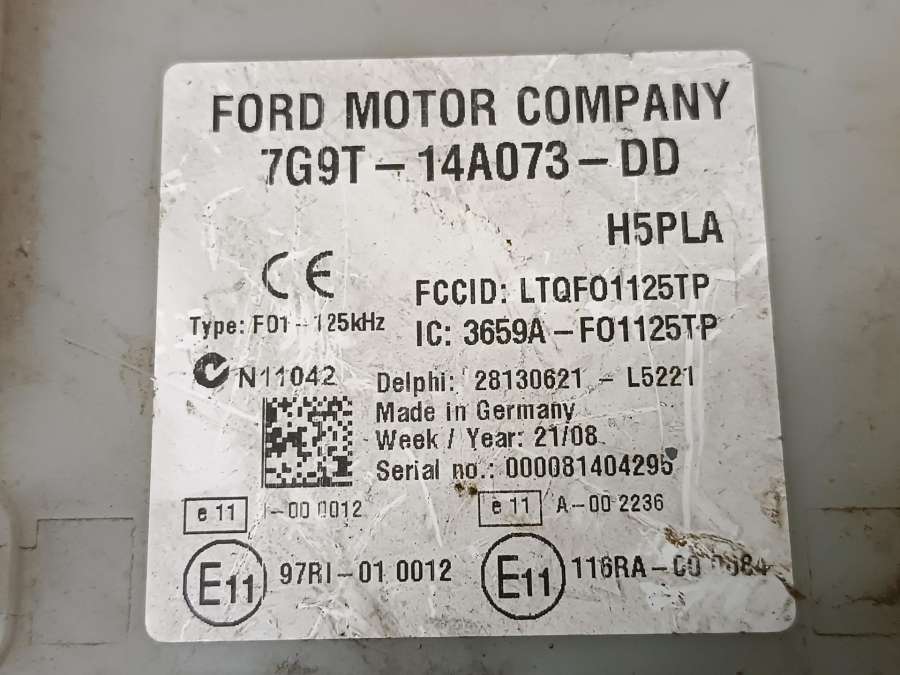 FORD MOTOR COMPANY
7G9T-14A073-DD
H5PLA
CE
FCCID: LTQFO1125TP
Type: FO1-125kHz
IC: 3659A-FO1125TP
N11042
Delphi: 28130621 - L5221
Made in Germany
Week / Year: 21/08
Serial no.: 000081404295
e 11
e 11 A-00 2236
E11 97RI-01 0012
E11